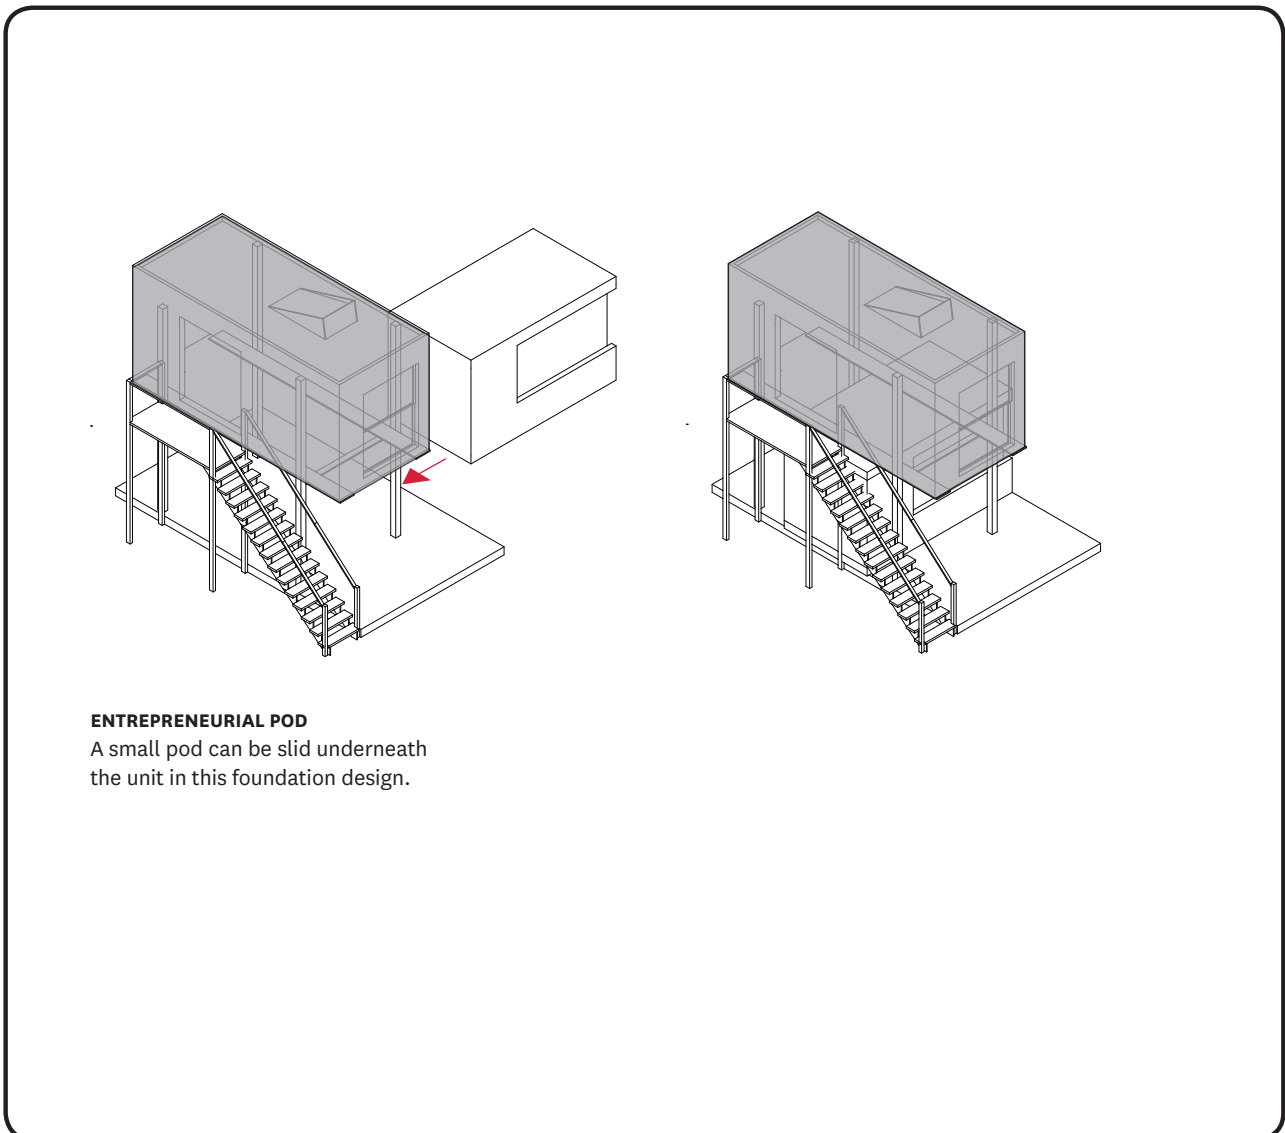 ENTREPRENEURIAL POD
A small pod can be slid underneath
the unit in this foundation design.